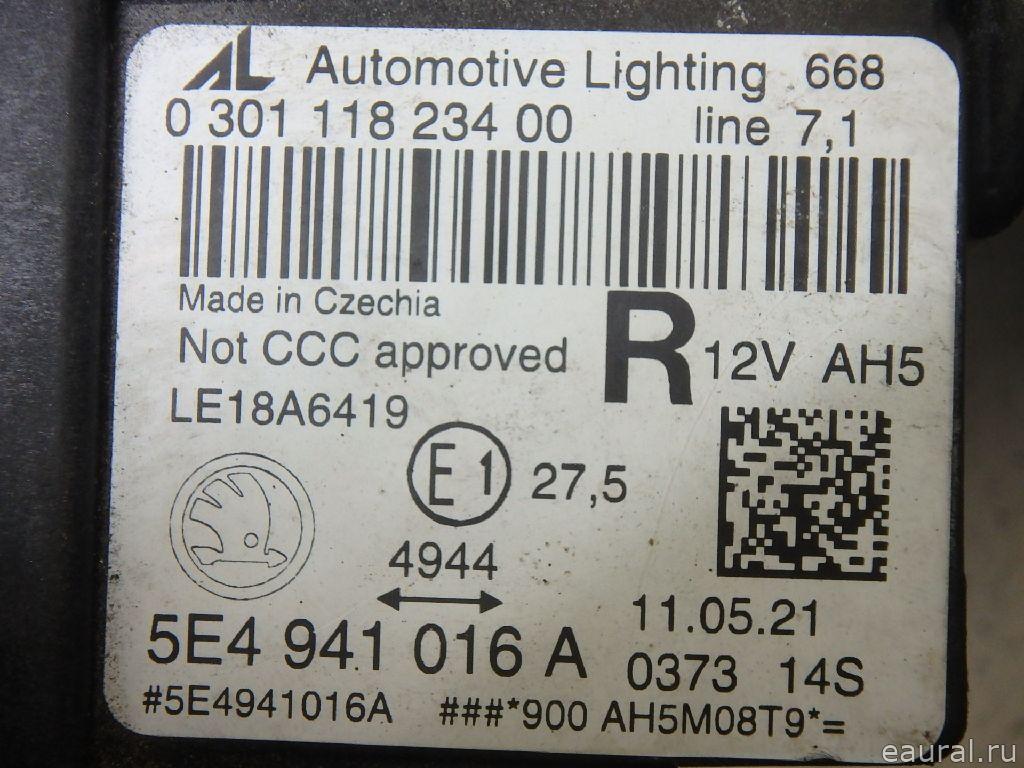 AL Automotive Lighting 668
0 301 118 234 00 line 7,1
Made in Czechia
Not CCC approved R 12V AH5
LE18A6419
E1 27,5
4944
5E4 941 016 A 11.05.21
0373 14S
#5E4941016A ###*900 AH5M08T9*=
eaural.ru